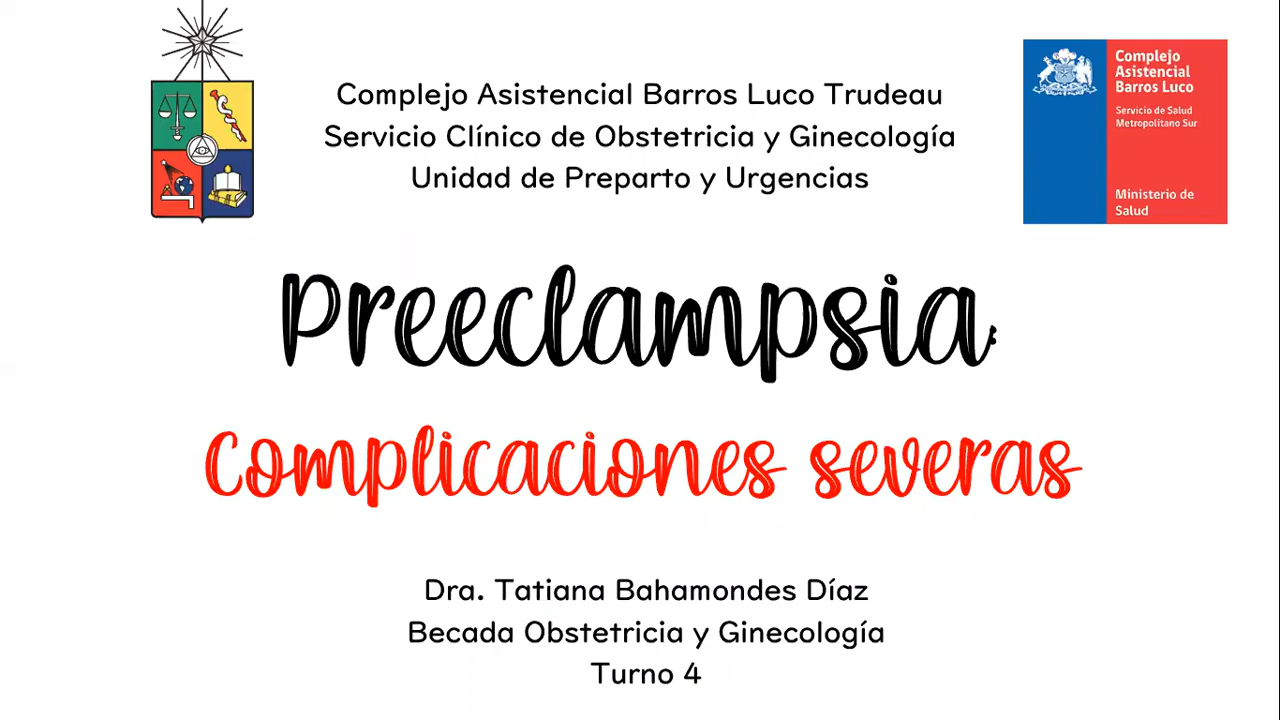 Complejo Asistencial Barros Luco Trudeau
Servicio Clínico de Obstetricia y Ginecología
Unidad de Preparto y Urgencias
Complejo
Asistencial
Barros Luco
Servicio de Salud
Metropolitano Sur
Ministerio de
Salud
Preeclampsia:
Complicaciones severas
Dra. Tatiana Bahamondes Díaz
Becada Obstetricia y Ginecología
Turno 4